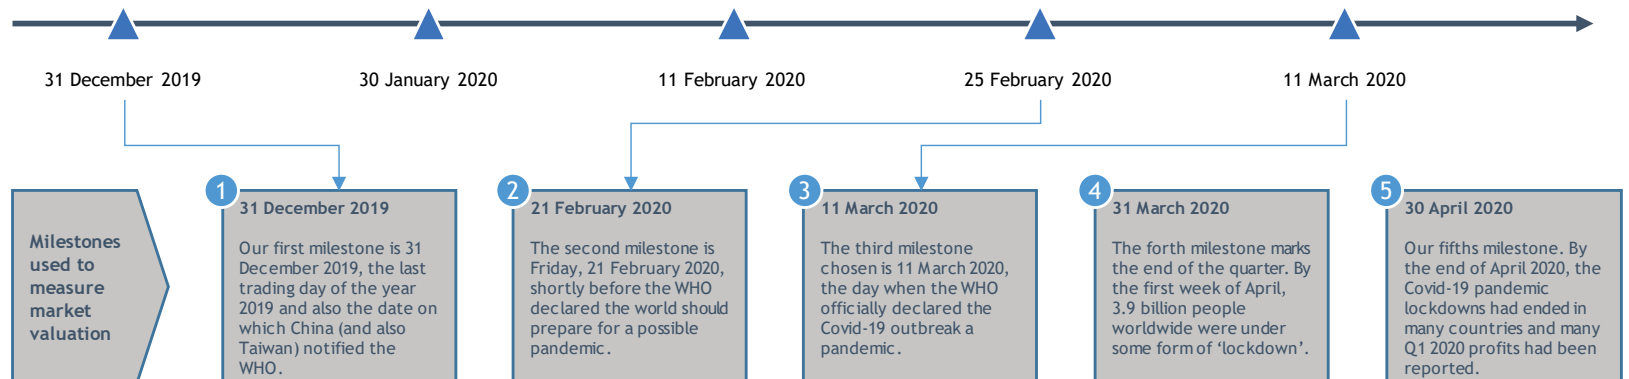 31 December 2019
30 January 2020
11 February 2020
25 February 2020
11 March 2020
Milestones
used to
measure
market
valuation
1
31 December 2019
Our first milestone is 31
December 2019, the last
trading day of the year
2019 and also the date on
which China (and also
Taiwan) notified the
WHO.
2
21 February 2020
The second milestone is
Friday, 21 February 2020,
shortly before the WHO
declared the world should
prepare for a possible
pandemic.
3
11 March 2020
The third milestone
chosen is 11 March 2020,
the day when the WHO
officially declared the
Covid-19 outbreak a
pandemic.
4
31 March 2020
The forth milestone marks
the end of the quarter. By
the first week of April,
3.9 billion people
worldwide were under
some form of ‘lockdown’.
5
30 April 2020
Our fifths milestone. By
the end of April 2020, the
Covid-19 pandemic
lockdowns had ended in
many countries and many
Q1 2020 profits had been
reported.